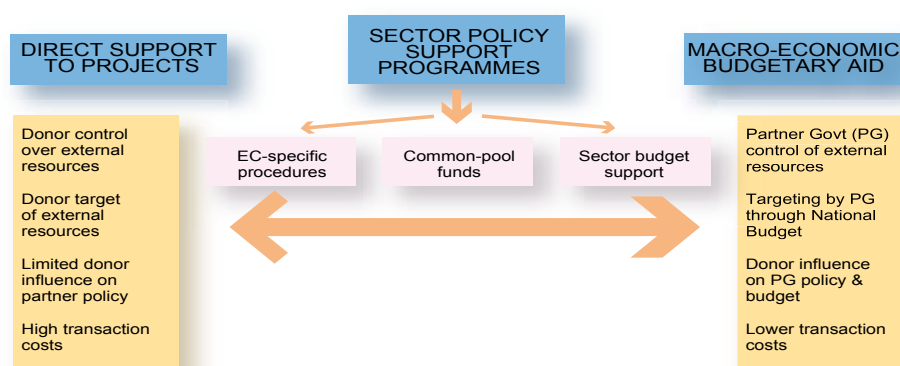 DIRECT SUPPORT
TO PROJECTS
SECTOR POLICY
SUPPORT
PROGRAMMES
MACRO-ECONOMIC
BUDGETARY AID
Donor control
over external
resources
Donor target
of external
resources
Limited donor
influence on
partner policy
High transaction
costs
EC-specific
procedures
Common-pool
funds
Sector budget
support
Partner Govt (PG)
control of external
resources
Targeting by PG
through National
Budget
Donor influence
on PG policy &
budget
Lower transaction
costs